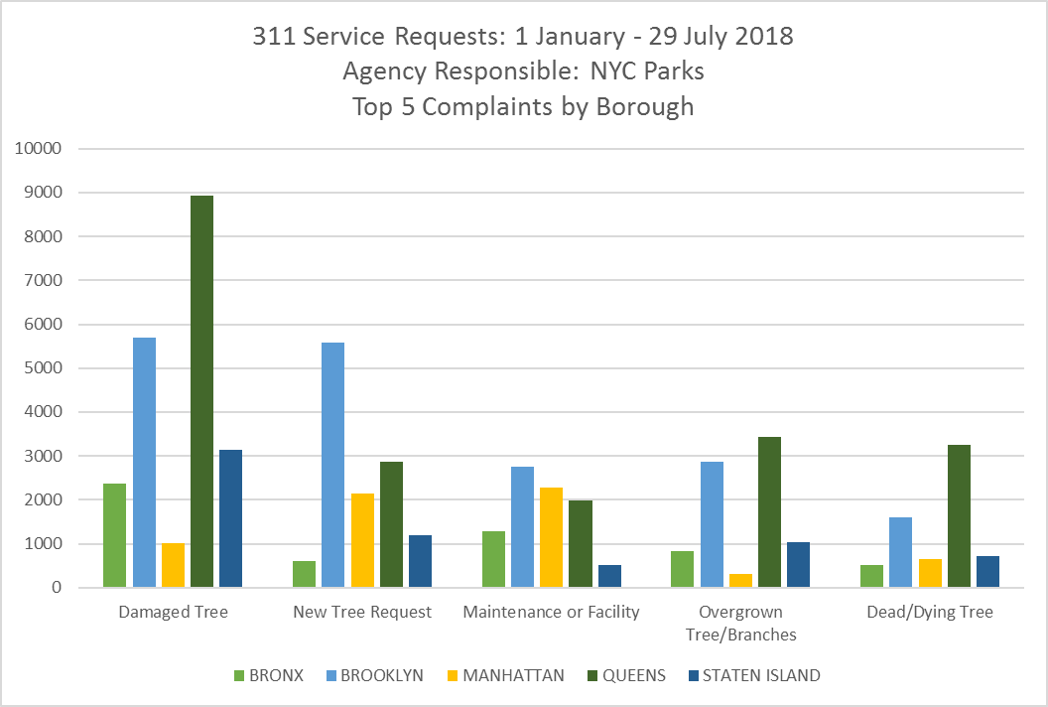 311 Service Requests: 1 January - 29 July 2018
Agency Responsible: NYC Parks
Top 5 Complaints by Borough
10000
9000
8000
7000
6000
5000
4000
3000
2000
1000
0
Damaged Tree
New Tree Request
Maintenance or Facility
Overgrown
Tree/Branches
Dead/Dying Tree
BRONX
BROOKLYN
MANHATTAN
QUEENS
STATEN ISLAND